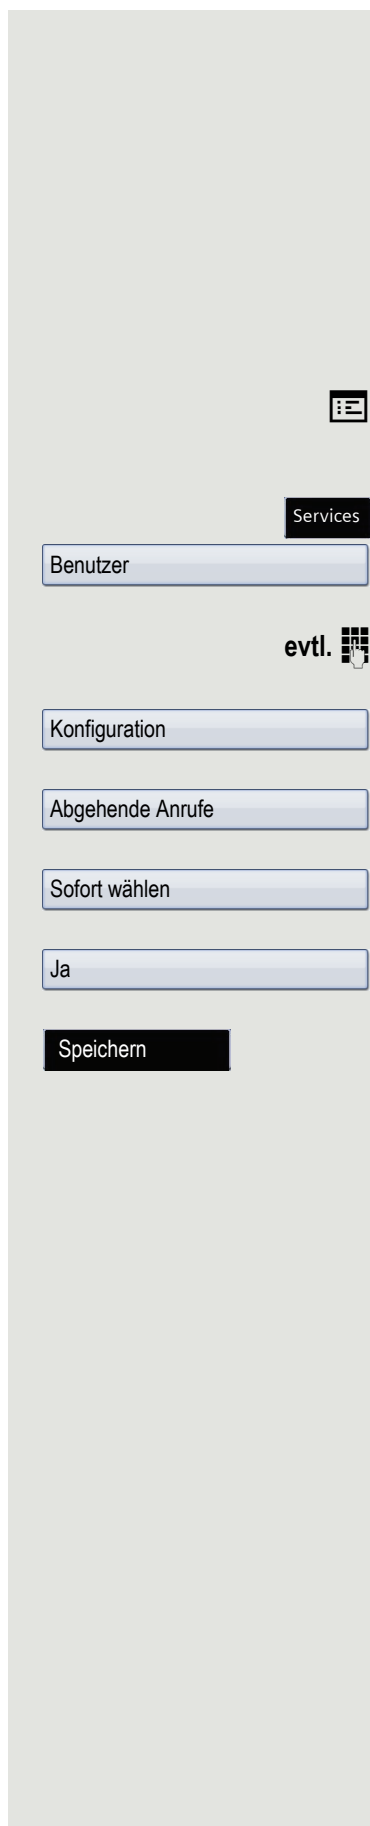 Services
Benutzer
evtl.
Konfiguration
Abgehende Anrufe
Sofort wählen
Ja
Speichern